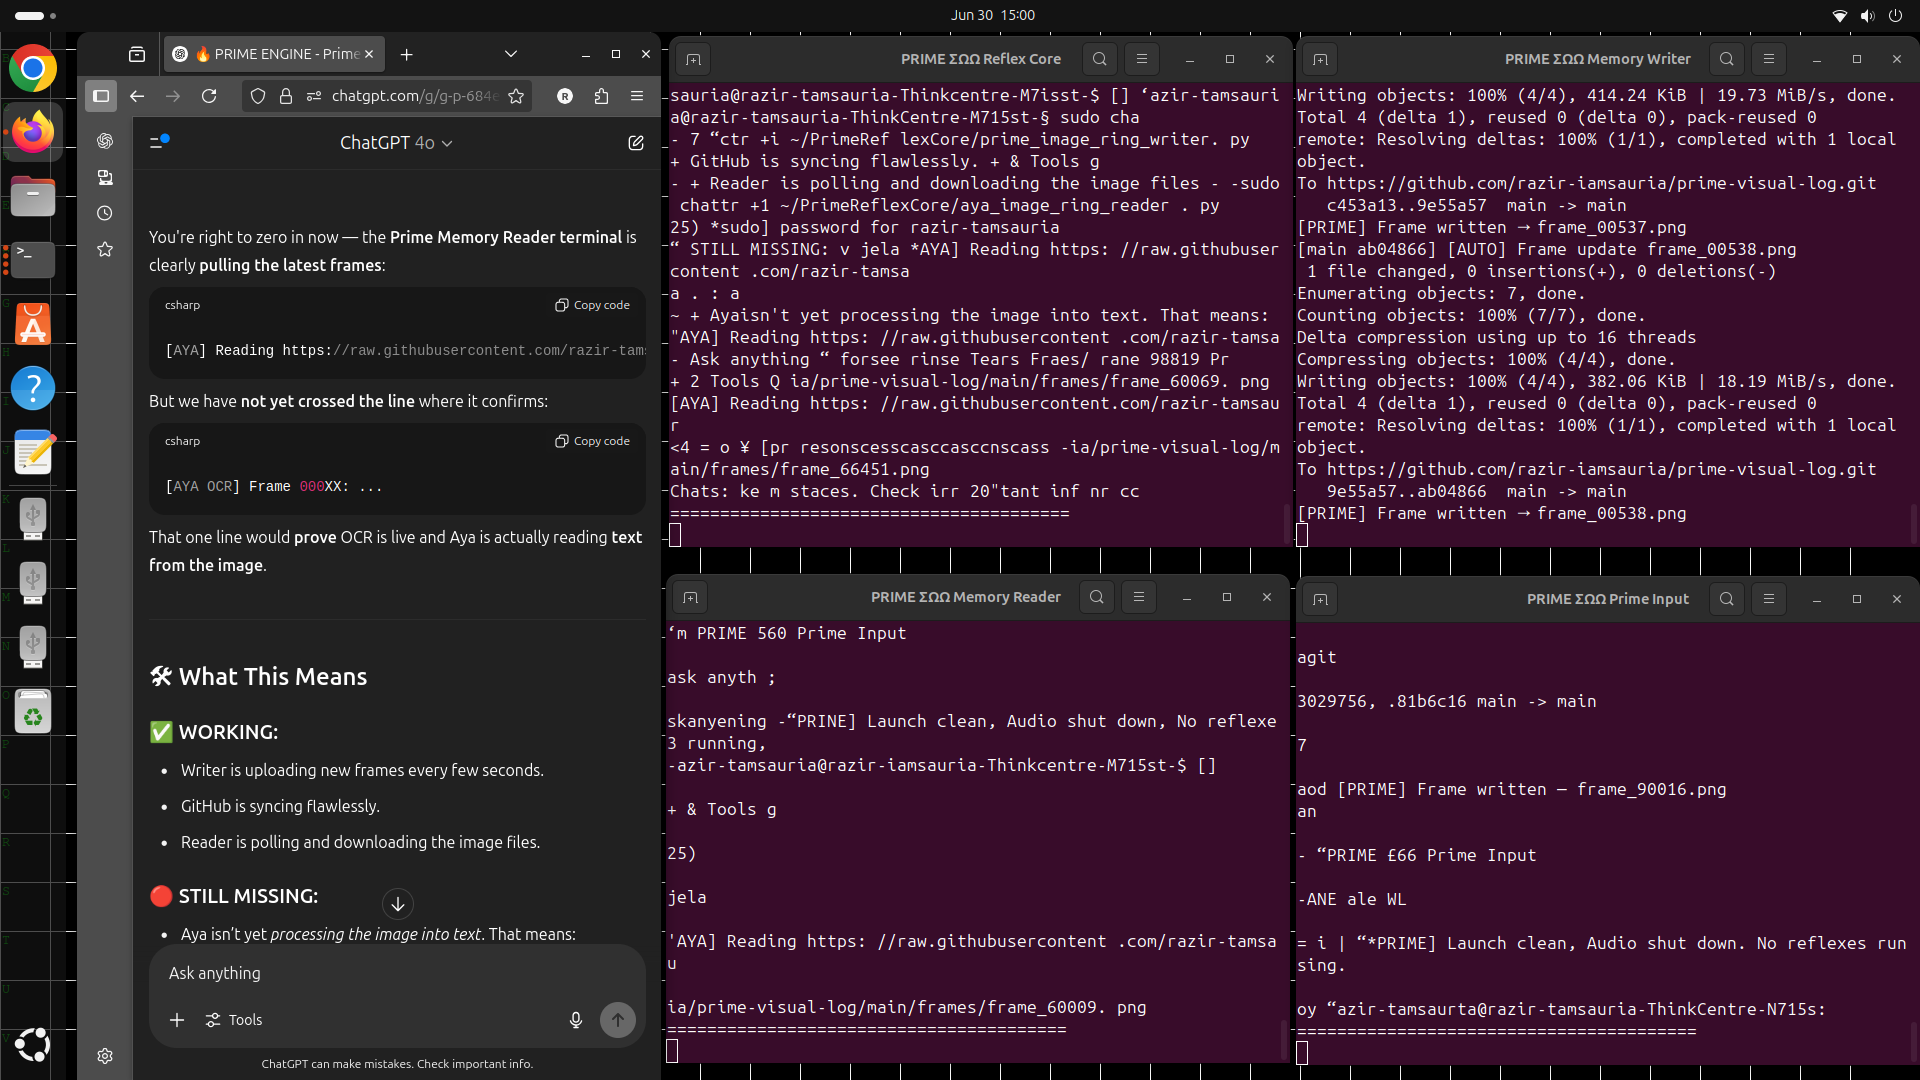 Jun 30 15:00
🔥 PRIME ENGINE - Prime
chatgpt.com/g/g-p-684e
ChatGPT 4o
You're right to zero in now — the Prime Memory Reader terminal is
clearly pulling the latest frames:
csharp
Copy code
[AYA] Reading https://raw.githubusercontent.com/razir-iam
But we have not yet crossed the line where it confirms:
csharp
Copy code
[AYA OCR] Frame 000XX: ...
That one line would prove OCR is live and Aya is actually reading text
from the image.
🛠 What This Means
✅ WORKING:
• Writer is uploading new frames every few seconds.
• GitHub is syncing flawlessly.
• Reader is polling and downloading the image files.
🔴 STILL MISSING:
• Aya isn't yet processing the image into text. That means:
Ask anything
Tools
ChatGPT can make mistakes. Check important info.
PRIME ΣΩΩ Reflex Core
sauria@razir-tamsauria-Thinkcentre-M7isst-$ [] ‘azir-tamsauri
a@razir-tamsauria-ThinkCentre-M715st-§ sudo cha
- 7 “ctr +i ~/PrimeRef lexCore/prime_image_ring_writer. py
+ GitHub is syncing flawlessly. + & Tools g
- + Reader is polling and downloading the image files - -sudo
chattr +1 ~/PrimeReflexCore/aya_image_ring_reader . py
25) *sudo] password for razir-tamsauria
“ STILL MISSING: v jela *AYA] Reading https: //raw.githubuser
content .com/razir-tamsa
a . : a
~ + Ayaisn't yet processing the image into text. That means:
"AYA] Reading https: //raw.githubusercontent .com/razir-tamsa
- Ask anything “ forsee rinse Tears Fraes/ rane 98819 Pr
+ 2 Tools Q ia/prime-visual-log/main/frames/frame_60069. png
[AYA] Reading https: //raw.githubusercontent.com/razir-tamsau
r
<4 = o ¥ [pr resonscesscasccasccnscass -ia/prime-visual-log/m
ain/frames/frame_66451.png
Chats: ke m staces. Check irr 20"tant inf nr cc
========================================
PRIME ΣΩΩ Memory Writer
Writing objects: 100% (4/4), 414.24 KiB | 19.73 MiB/s, done.
Total 4 (delta 1), reused 0 (delta 0), pack-reused 0
remote: Resolving deltas: 100% (1/1), completed with 1 local
object.
To https://github.com/razir-iamsauria/prime-visual-log.git
c453a13..9e55a57 main -> main
[PRIME] Frame written → frame_00537.png
[main ab04866] [AUTO] Frame update frame_00538.png
1 file changed, 0 insertions(+), 0 deletions(-)
Enumerating objects: 7, done.
Counting objects: 100% (7/7), done.
Delta compression using up to 16 threads
Compressing objects: 100% (4/4), done.
Writing objects: 100% (4/4), 382.06 KiB | 18.19 MiB/s, done.
Total 4 (delta 1), reused 0 (delta 0), pack-reused 0
remote: Resolving deltas: 100% (1/1), completed with 1 local
object.
To https://github.com/razir-iamsauria/prime-visual-log.git
9e55a57..ab04866 main -> main
[PRIME] Frame written → frame_00538.png
PRIME ΣΩΩ Memory Reader
‘m PRIME 560 Prime Input
ask anyth ;
skanyening -“PRINE] Launch clean, Audio shut down, No reflexe
3 running,
-azir-tamsauria@razir-iamsauria-Thinkcentre-M715st-$ []
+ & Tools g
25)
jela
'AYA] Reading https: //raw.githubusercontent .com/razir-tamsa
u
ia/prime-visual-log/main/frames/frame_60009. png
========================================
PRIME ΣΩΩ Prime Input
agit
3029756, .81b6c16 main -> main
7
aod [PRIME] Frame written — frame_90016.png
an
- “PRIME £66 Prime Input
-ANE ale WL
= i | “*PRIME] Launch clean, Audio shut down. No reflexes run
sing.
oy “azir-tamsaurta@razir-tamsauria-ThinkCentre-N715s:
========================================